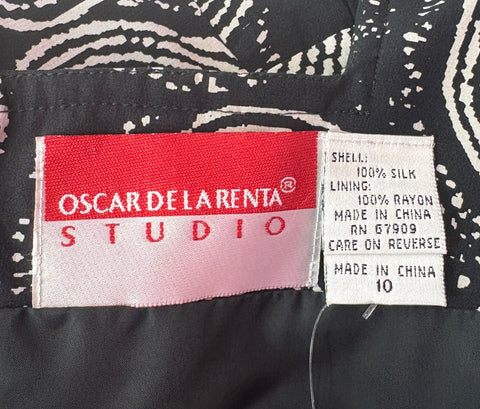 OSCAR DE LA RENTA ®
STUDIO
SHELL:
100% SILK
LINING:
100% RAYON
MADE IN CHINA
RN 67909
CARE ON REVERSE
MADE IN CHINA
10